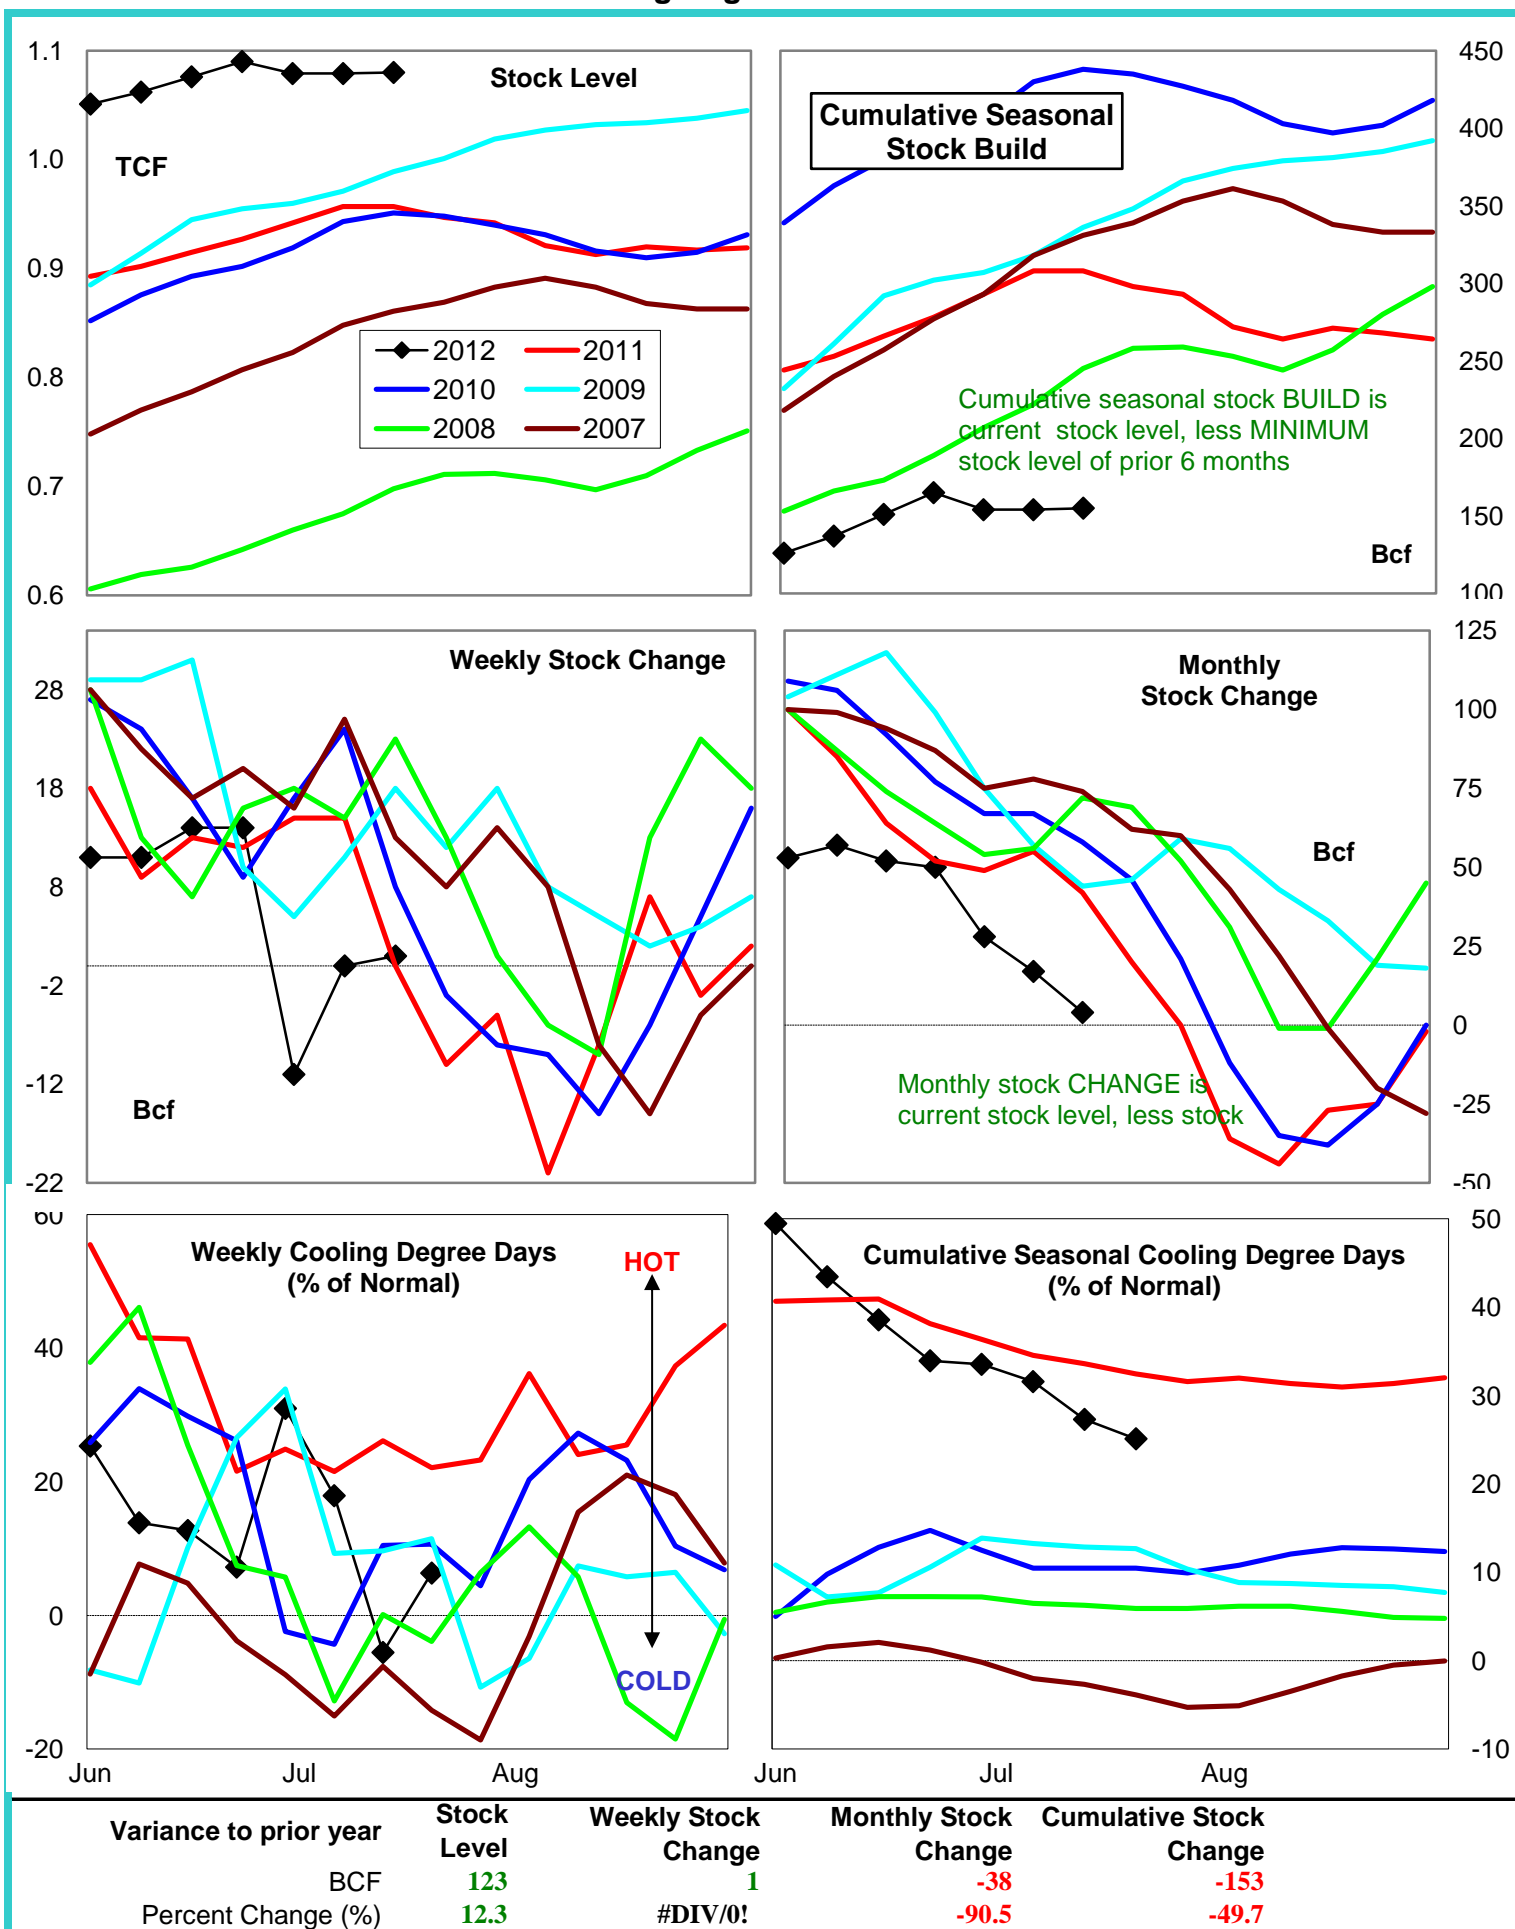 1.1
1.0
0.9
0.8
0.7
0.6
Stock Level
TCF
2012
2011
2010
2009
2008
2007
450
400
350
300
250
200
150
100
Cumulative Seasonal
Stock Build
Cumulative seasonal stock BUILD is
current stock level, less MINIMUM
stock level of prior 6 months
Bcf
28
18
8
-2
-12
-22
Weekly Stock Change
Bcf
125
100
75
50
25
0
-25
-50
Monthly
Stock Change
Bcf
Monthly stock CHANGE is
current stock level, less stock
60
40
20
0
-20
Weekly Cooling Degree Days
(% of Normal)
HOT
COLD
Jun
Jul
Aug
50
40
30
20
10
0
-10
Cumulative Seasonal Cooling Degree Days
(% of Normal)
Jun
Jul
Aug
Variance to prior year
Stock
Level
Weekly Stock
Change
Monthly Stock
Change
Cumulative Stock
Change
BCF 123 1 -38 -153
Percent Change (%) 12.3 #DIV/0! -90.5 -49.7